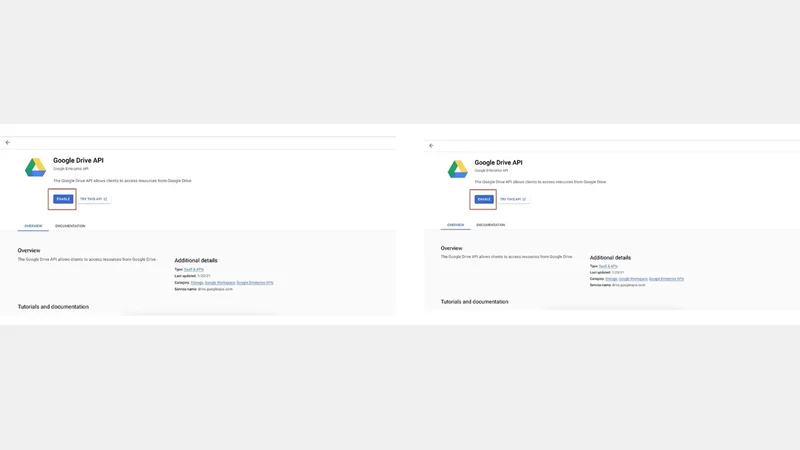 Google Drive API
Google Enterprise API
The Google Drive API allows clients to access resources from Google Drive
ENABLE
TRY THIS API
OVERVIEW
DOCUMENTATION
Overview
The Google Drive API allows clients to access resources from Google Drive.
Additional details
Type: SaaS & APIs
Last updated:
Category: Storage, Google Workspace, Google Enterprise APIs
Service name: drive.googleapis.com
Tutorials and documentation
Google Drive API
Google Enterprise API
The Google Drive API allows clients to access resources from Google Drive
ENABLE
TRY THIS API
OVERVIEW
DOCUMENTATION
Overview
The Google Drive API allows clients to access resources from Google Drive.
Additional details
Type: SaaS & APIs
Last updated:
Category: Storage, Google Workspace, Google Enterprise APIs
Service name: drive.googleapis.com
Tutorials and documentation